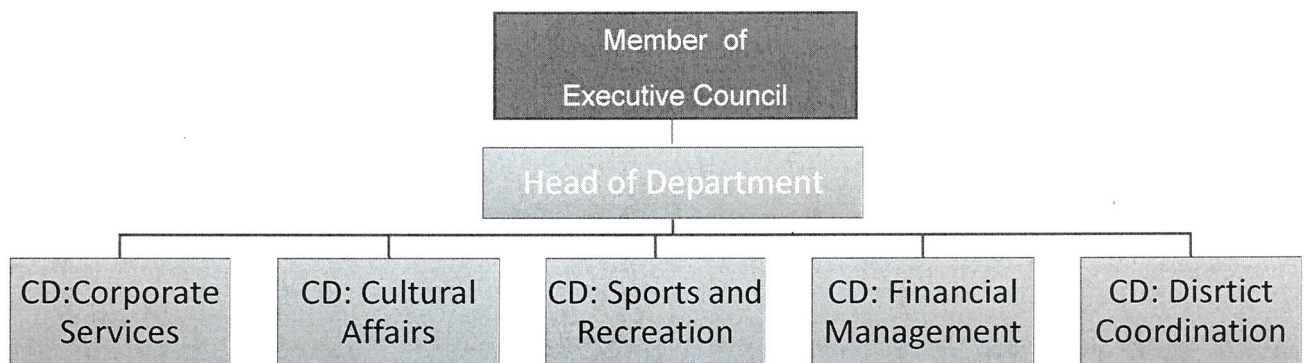 Member of
Executive Council
Head of Department
CD:Corporate
Services
CD: Cultural
Affairs
CD: Sports and
Recreation
CD: Financial
Management
CD: Disrtict
Coordination